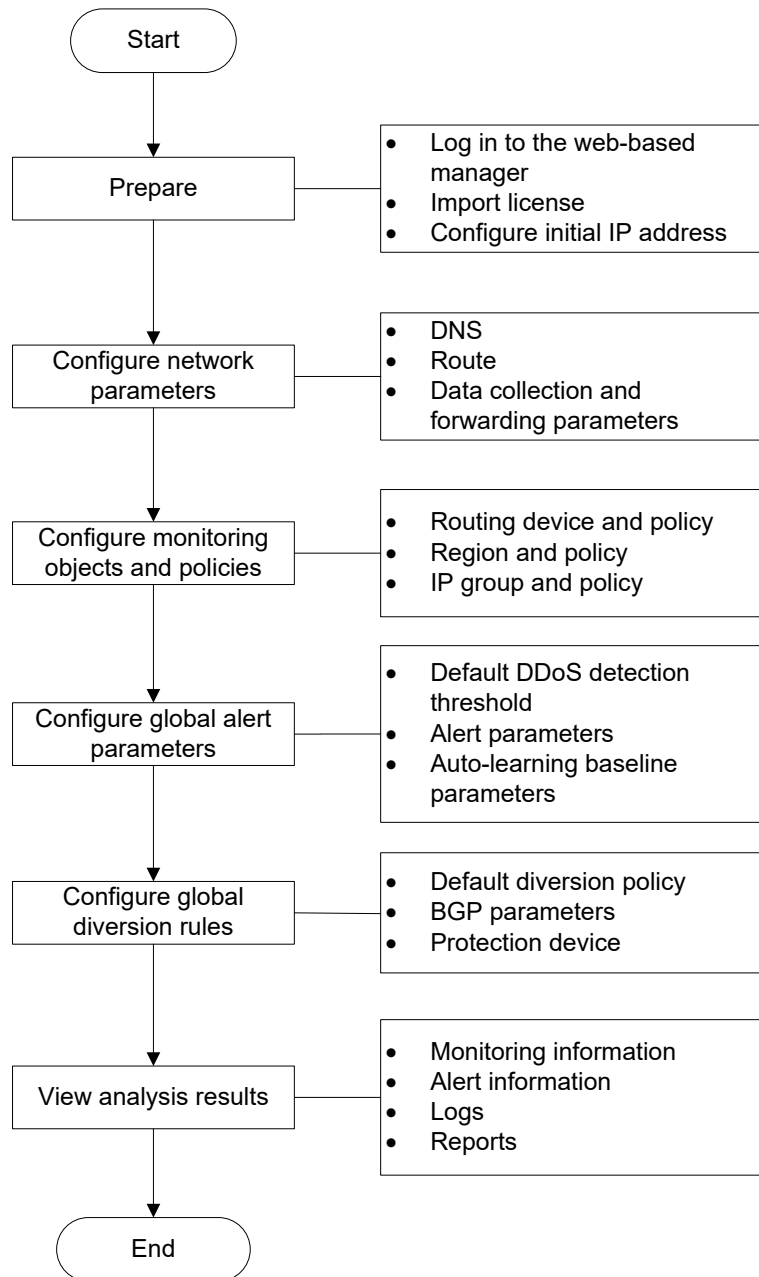 Start
Prepare
• Log in to the web-based
manager
• Import license
• Configure initial IP address
Configure network
parameters
• DNS
• Route
• Data collection and
forwarding parameters
Configure monitoring
objects and policies
• Routing device and policy
• Region and policy
• IP group and policy
Configure global alert
parameters
• Default DDoS detection
threshold
• Alert parameters
• Auto-learning baseline
parameters
Configure global
diversion rules
• Default diversion policy
• BGP parameters
• Protection device
View analysis results
• Monitoring information
• Alert information
• Logs
• Reports
End